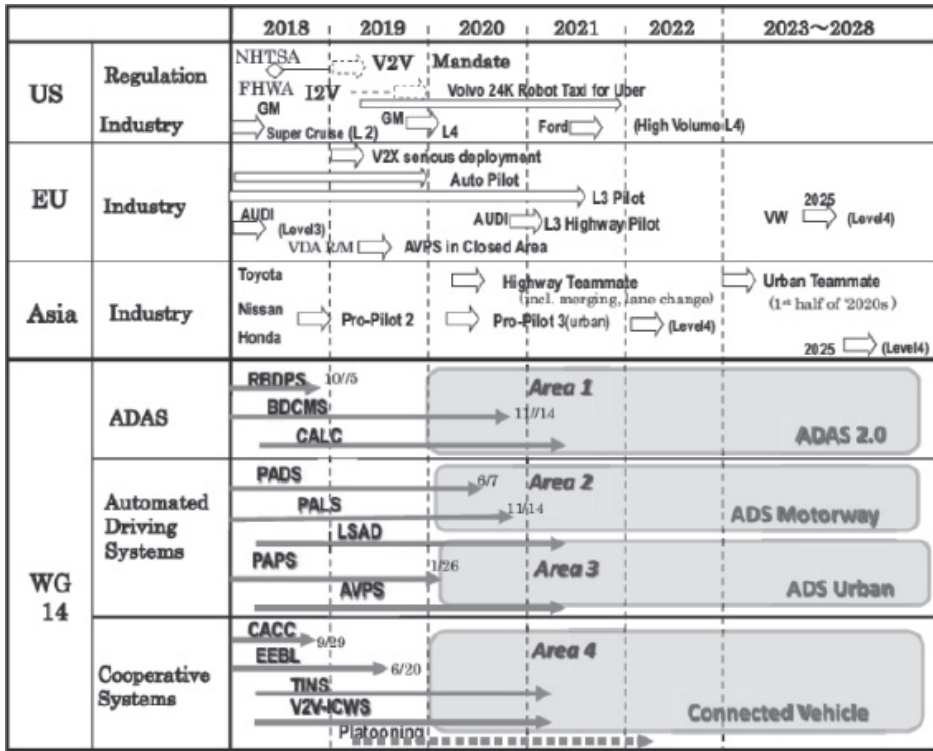 2018 2019 2020 2021 2022 2023～2028
US
Regulation
NHTSA
V2V Mandate
FHWA I2V
Volvo 24K Robot Taxi for Uber
Industry
GM
Super Cruise (L 2)
GM
L4
Ford
(High Volume L4)
EU
Industry
V2X serious deployment
Auto Pilot
L3 Pilot
AUDI
(Level3)
AUDI
L3 Highway Pilot
VW
2025
(Level4)
VDA R/M
AVPS in Closed Area
Asia
Industry
Toyota
Highway Teammate
(incl. merging, lane change)
Urban Teammate
(1st half of '2020s)
Nissan
Pro-Pilot 2
Pro-Pilot 3(urban)
(Level4)
Honda
2025
(Level4)
WG
14
ADAS
RBDPS
10//5
BDCMS
11//14
CALC
Area 1
ADAS 2.0
Automated
Driving
Systems
PADS
6/7
PALS
11/14
LSAD
Area 2
ADS Motorway
PAPS
1/26
AVPS
Area 3
ADS Urban
Cooperative
Systems
CACC
9/29
EEBL
6/20
TINS
V2V-ICWS
Platooning
Area 4
Connected Vehicle